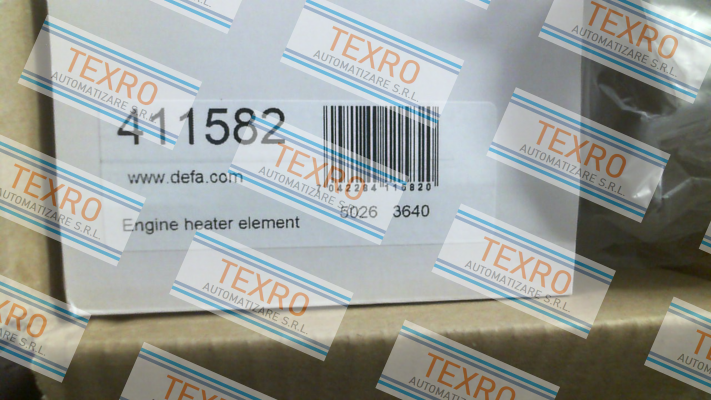 411582
www.defa.com
Engine heater element
5026 3640
TEXRO
AUTOMATIZARE S.R.L.